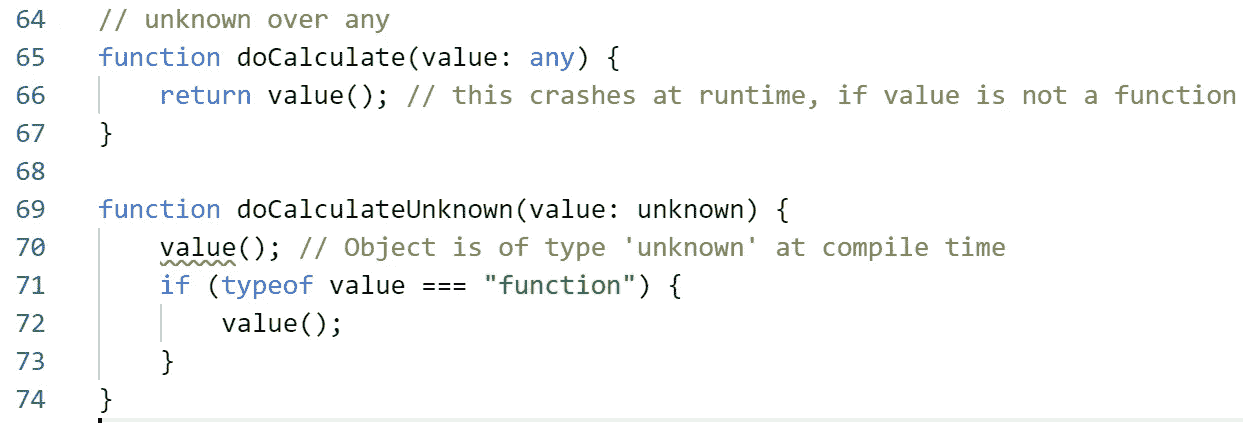 64 // unknown over any
65 function doCalculate(value: any) {
66 return value(); // this crashes at runtime, if value is not a function
67 }
68
69 function doCalculateUnknown(value: unknown) {
70 value(); // Object is of type 'unknown' at compile time
71 if (typeof value === "function") {
72 value();
73 }
74 }